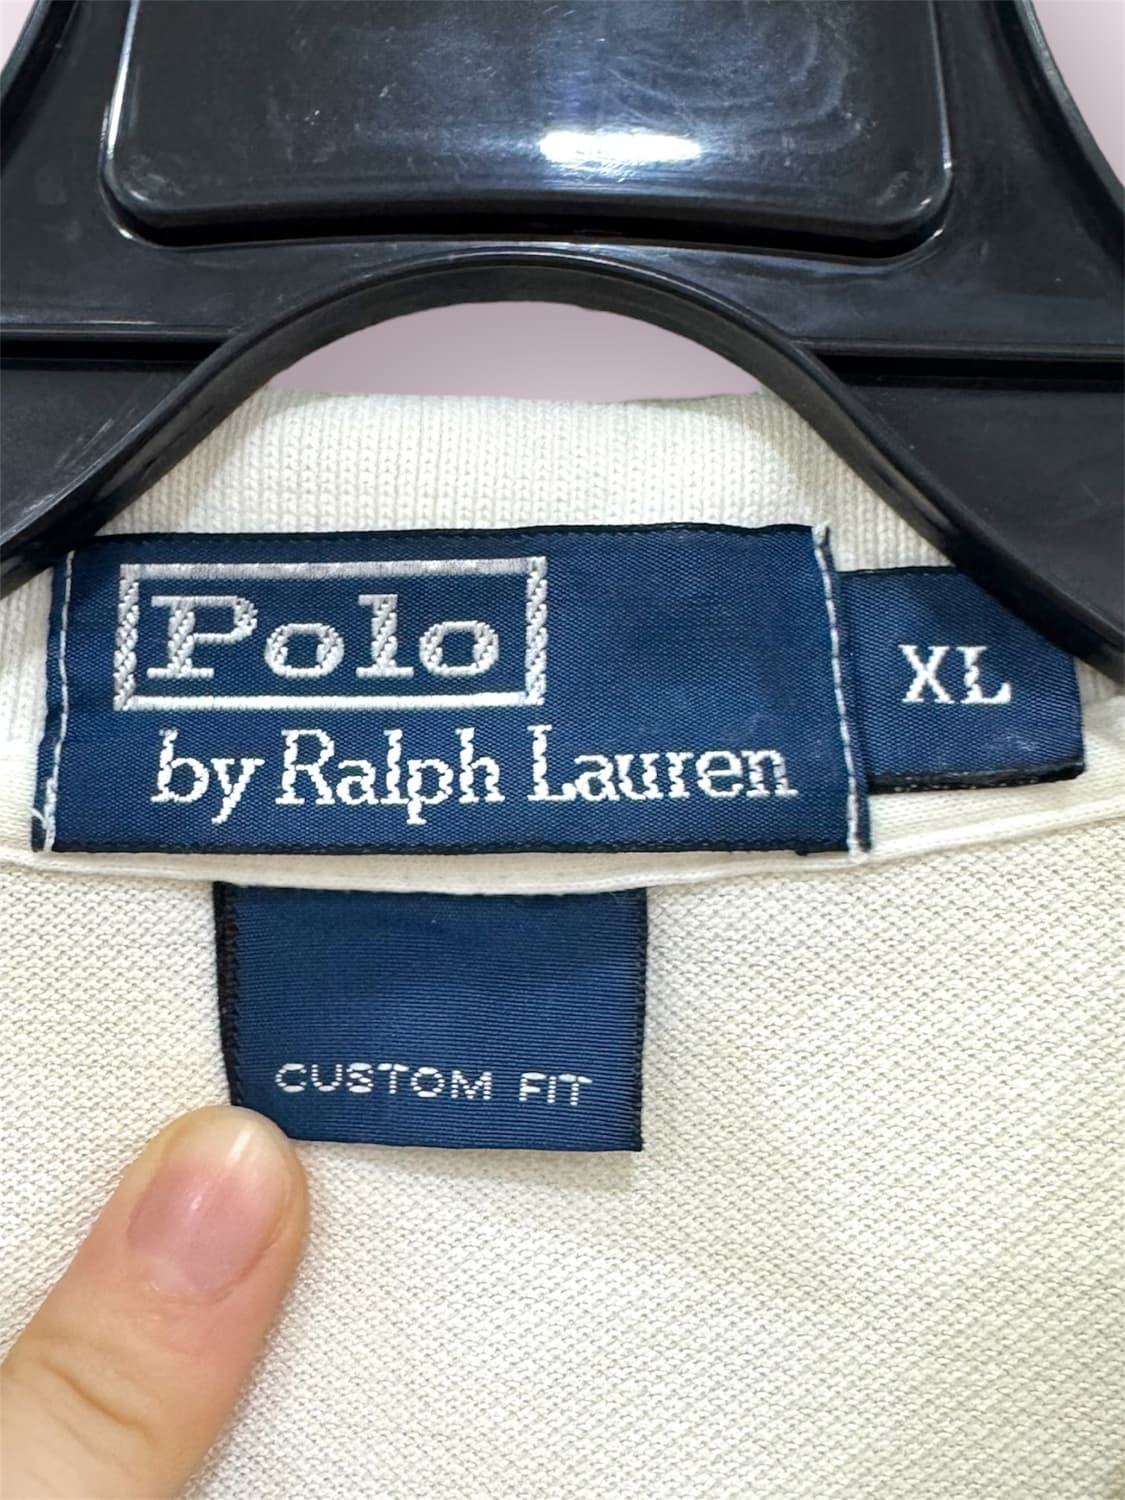 Polo
by Ralph Lauren
XL
CUSTOM FIT